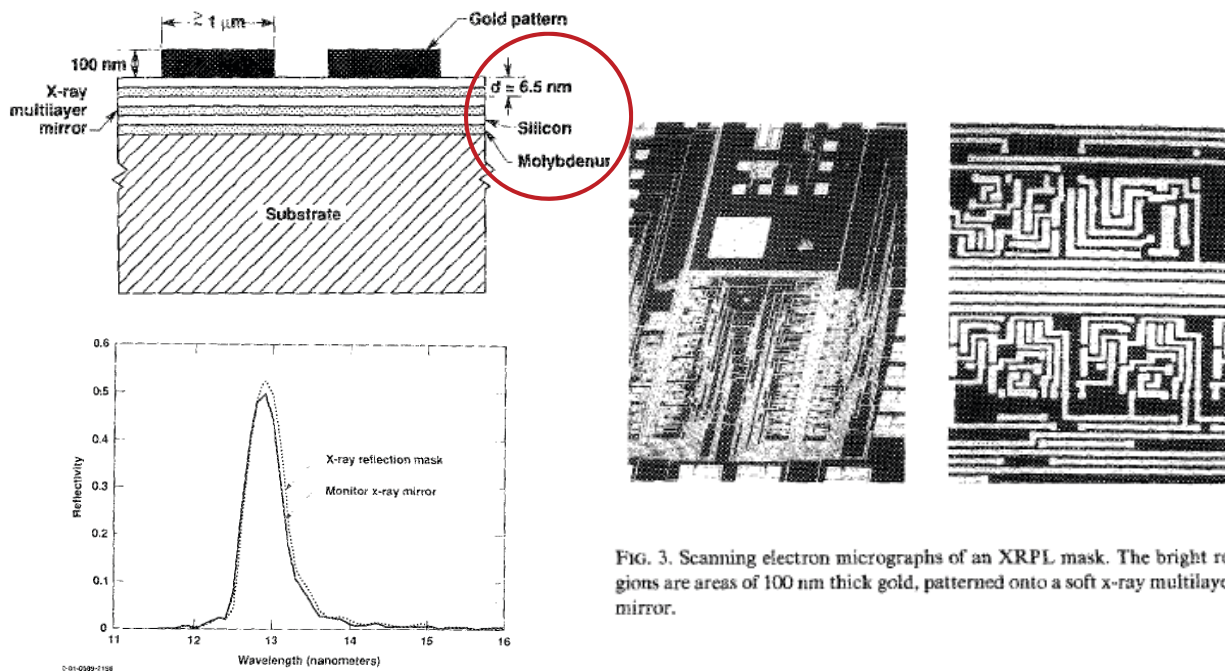 ≳ 1 μm
Gold pattern
100 nm
d = 6.5 nm
X-ray
multilayer
mirror
Silicon
Molybdenur
Substrate
0.6
0.5
0.4
0.3
0.2
0.1
0
Reflectivity
X-ray reflection mask
Monitor x-ray mirror
11
12
13
14
15
16
Wavelength (nanometers)
FIG. 3. Scanning electron micrographs of an XRPL mask. The bright re
gions are areas of 100 nm thick gold, patterned onto a soft x-ray multilaye
mirror.